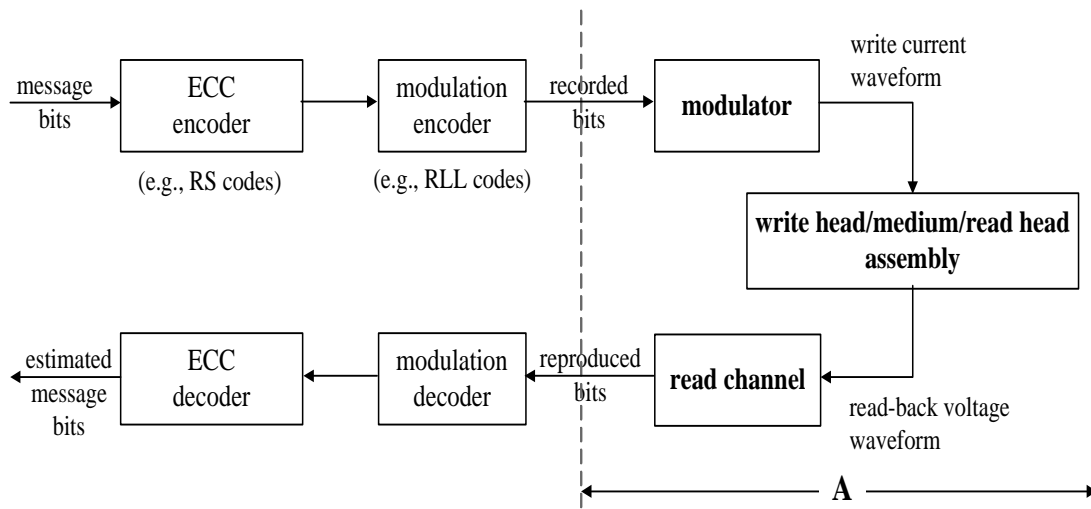 message
bits
ECC
encoder
(e.g., RS codes)
modulation
encoder
(e.g., RLL codes)
recorded
bits
modulator
write current
waveform
write head/medium/read head
assembly
estimated
message
bits
ECC
decoder
modulation
decoder
reproduced
bits
read channel
read-back voltage
waveform
A